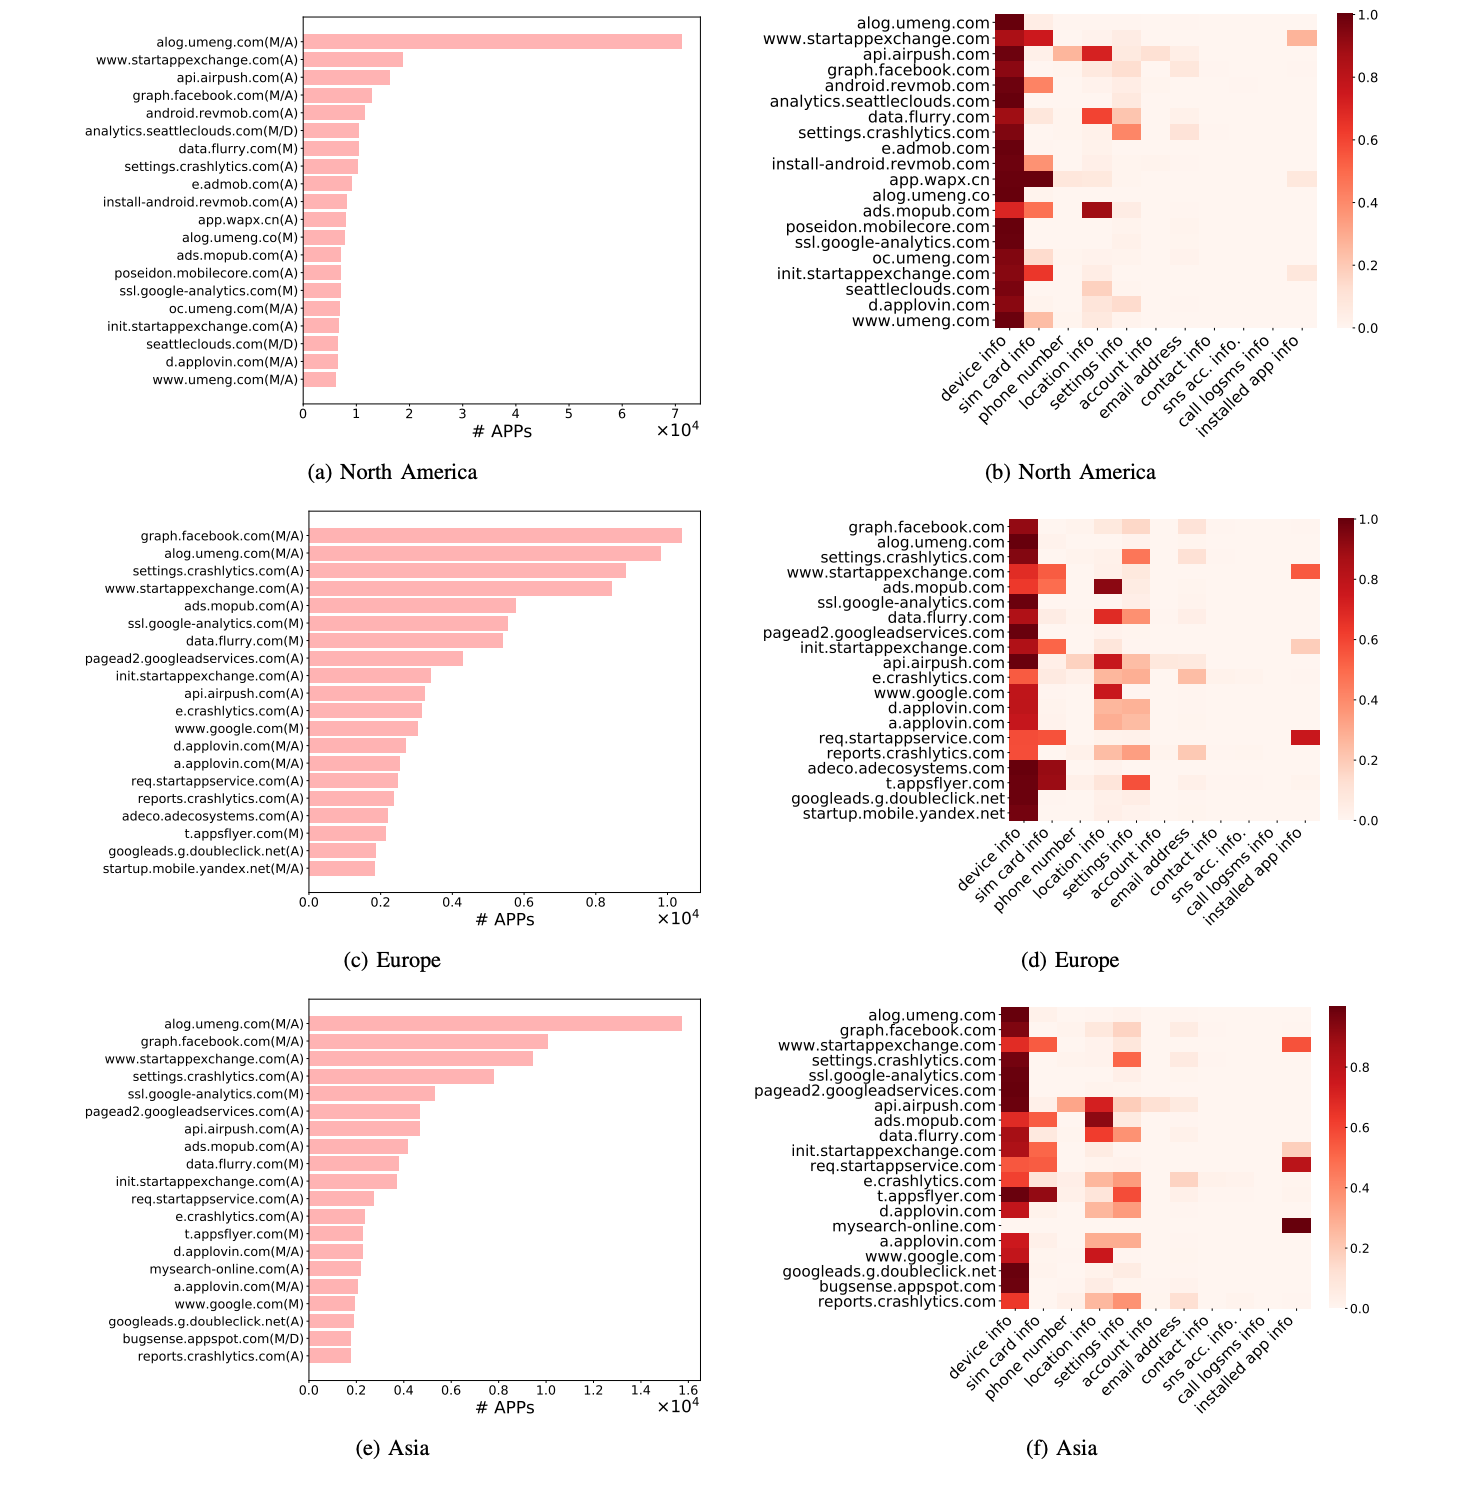 alog.umeng.com(M/A)
www.startappexchange.com(A)
api.airpush.com(A)
graph.facebook.com(M/A)
android.revmob.com(A)
analytics.seattleclouds.com(M/D)
data.flurry.com(M)
settings.crashlytics.com(A)
e.admob.com(A)
install-android.revmob.com(A)
app.wapx.cn(A)
alog.umeng.co(M)
ads.mopub.com(A)
poseidon.mobilecore.com(A)
ssl.google-analytics.com(M)
oc.umeng.com(M/A)
init.startappexchange.com(A)
seattleclouds.com(M/D)
d.applovin.com(M/A)
www.umeng.com(M/A)
0 1 2 3 4 5 6 7
# APPs
×10⁴
(a) North America
alog.umeng.com
www.startappexchange.com
api.airpush.com
graph.facebook.com
android.revmob.com
analytics.seattleclouds.com
data.flurry.com
settings.crashlytics.com
e.admob.com
install-android.revmob.com
app.wapx.cn
alog.umeng.co
ads.mopub.com
poseidon.mobilecore.com
ssl.google-analytics.com
oc.umeng.com
init.startappexchange.com
seattleclouds.com
d.applovin.com
www.umeng.com
device info
sim card info
phone number
location info
settings info
account info
email address
contact info
sns acc. info.
call logsms info
installed app info
1.0
0.8
0.6
0.4
0.2
0.0
(b) North America
graph.facebook.com(M/A)
alog.umeng.com(M/A)
settings.crashlytics.com(A)
www.startappexchange.com(A)
ads.mopub.com(A)
ssl.google-analytics.com(M)
data.flurry.com(M)
pagead2.googleadservices.com(A)
init.startappexchange.com(A)
api.airpush.com(A)
e.crashlytics.com(A)
www.google.com(M)
d.applovin.com(M/A)
a.applovin.com(M/A)
req.startappservice.com(A)
reports.crashlytics.com(A)
adeco.adecosystems.com(A)
t.appsflyer.com(M)
googleads.g.doubleclick.net(A)
startup.mobile.yandex.net(M/A)
0.0 0.2 0.4 0.6 0.8 1.0
# APPs
×10⁴
(c) Europe
graph.facebook.com
alog.umeng.com
settings.crashlytics.com
www.startappexchange.com
ads.mopub.com
ssl.google-analytics.com
data.flurry.com
pagead2.googleadservices.com
init.startappexchange.com
api.airpush.com
e.crashlytics.com
www.google.com
d.applovin.com
a.applovin.com
req.startappservice.com
reports.crashlytics.com
adeco.adecosystems.com
t.appsflyer.com
googleads.g.doubleclick.net
startup.mobile.yandex.net
device info
sim card info
phone number
location info
settings info
account info
email address
contact info
sns acc. info.
call logsms info
installed app info
1.0
0.8
0.6
0.4
0.2
0.0
(d) Europe
alog.umeng.com(M/A)
graph.facebook.com(M/A)
www.startappexchange.com(A)
settings.crashlytics.com(A)
ssl.google-analytics.com(M)
pagead2.googleadservices.com(A)
api.airpush.com(A)
ads.mopub.com(A)
data.flurry.com(M)
init.startappexchange.com(A)
req.startappservice.com(A)
e.crashlytics.com(A)
t.appsflyer.com(M)
d.applovin.com(M/A)
mysearch-online.com(A)
a.applovin.com(M/A)
www.google.com(M)
googleads.g.doubleclick.net(A)
bugsense.appspot.com(M/D)
reports.crashlytics.com(A)
0.0 0.2 0.4 0.6 0.8 1.0 1.2 1.4 1.6
# APPs
×10⁴
(e) Asia
alog.umeng.com
graph.facebook.com
www.startappexchange.com
settings.crashlytics.com
ssl.google-analytics.com
pagead2.googleadservices.com
api.airpush.com
ads.mopub.com
data.flurry.com
init.startappexchange.com
req.startappservice.com
e.crashlytics.com
t.appsflyer.com
d.applovin.com
mysearch-online.com
a.applovin.com
www.google.com
googleads.g.doubleclick.net
bugsense.appspot.com
reports.crashlytics.com
device info
sim card info
phone number
location info
settings info
account info
email address
contact info
sns acc. info.
call logsms info
installed app info
0.8
0.6
0.4
0.2
0.0
(f) Asia